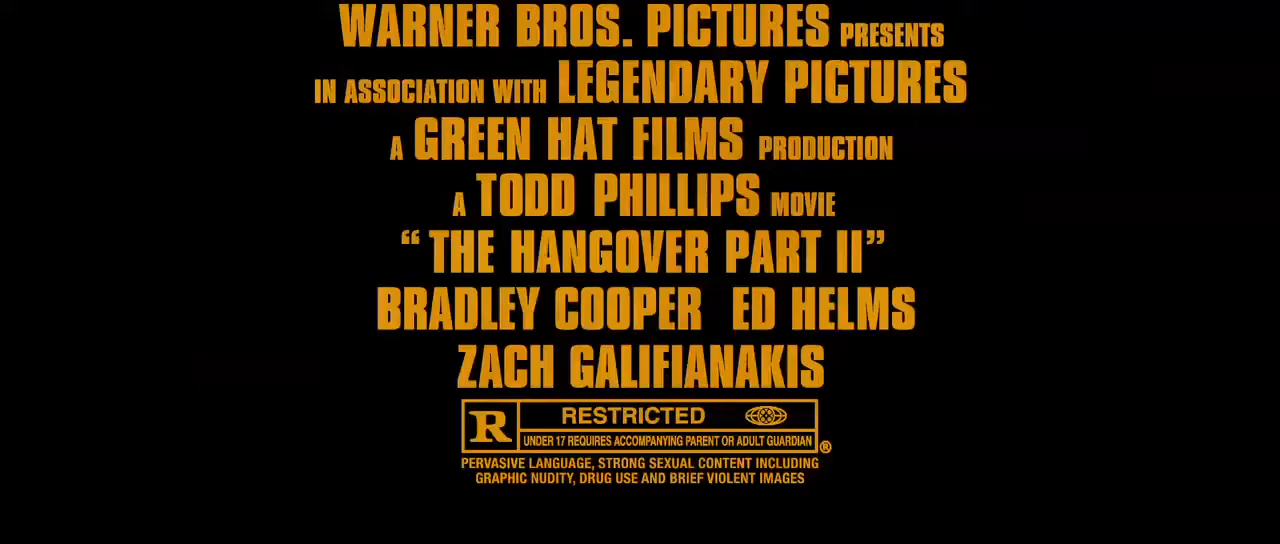 WARNER BROS. PICTURES PRESENTS
IN ASSOCIATION WITH LEGENDARY PICTURES
A GREEN HAT FILMS PRODUCTION
A TODD PHILLIPS MOVIE
“THE HANGOVER PART II”
BRADLEY COOPER ED HELMS
ZACH GALIFIANAKIS
R RESTRICTED
UNDER 17 REQUIRES ACCOMPANYING PARENT OR ADULT GUARDIAN ®
PERVASIVE LANGUAGE, STRONG SEXUAL CONTENT INCLUDING
GRAPHIC NUDITY, DRUG USE AND BRIEF VIOLENT IMAGES